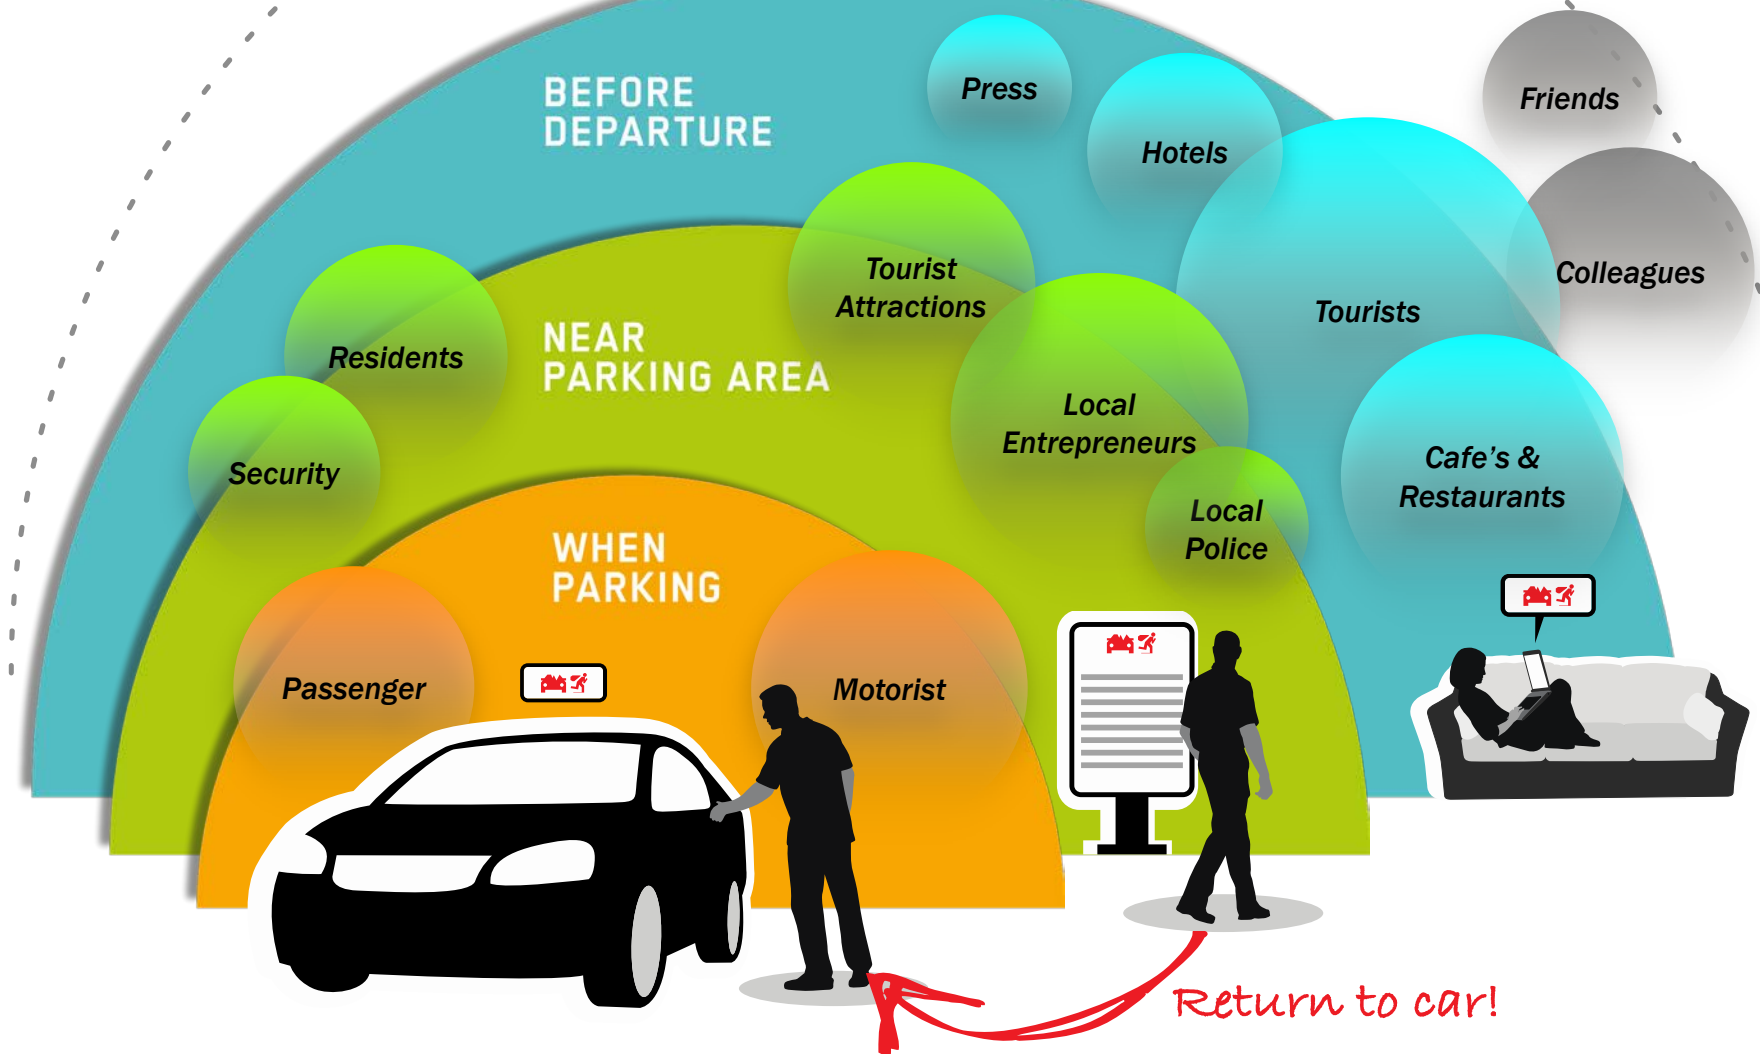 BEFORE
DEPARTURE
Press
Hotels
Friends
Tourist
Attractions
Tourists
Colleagues
Residents
NEAR
PARKING AREA
Local
Entrepreneurs
Security
Cafe's &
Restaurants
Local
Police
WHEN
PARKING
Passenger
Motorist
Return to car!